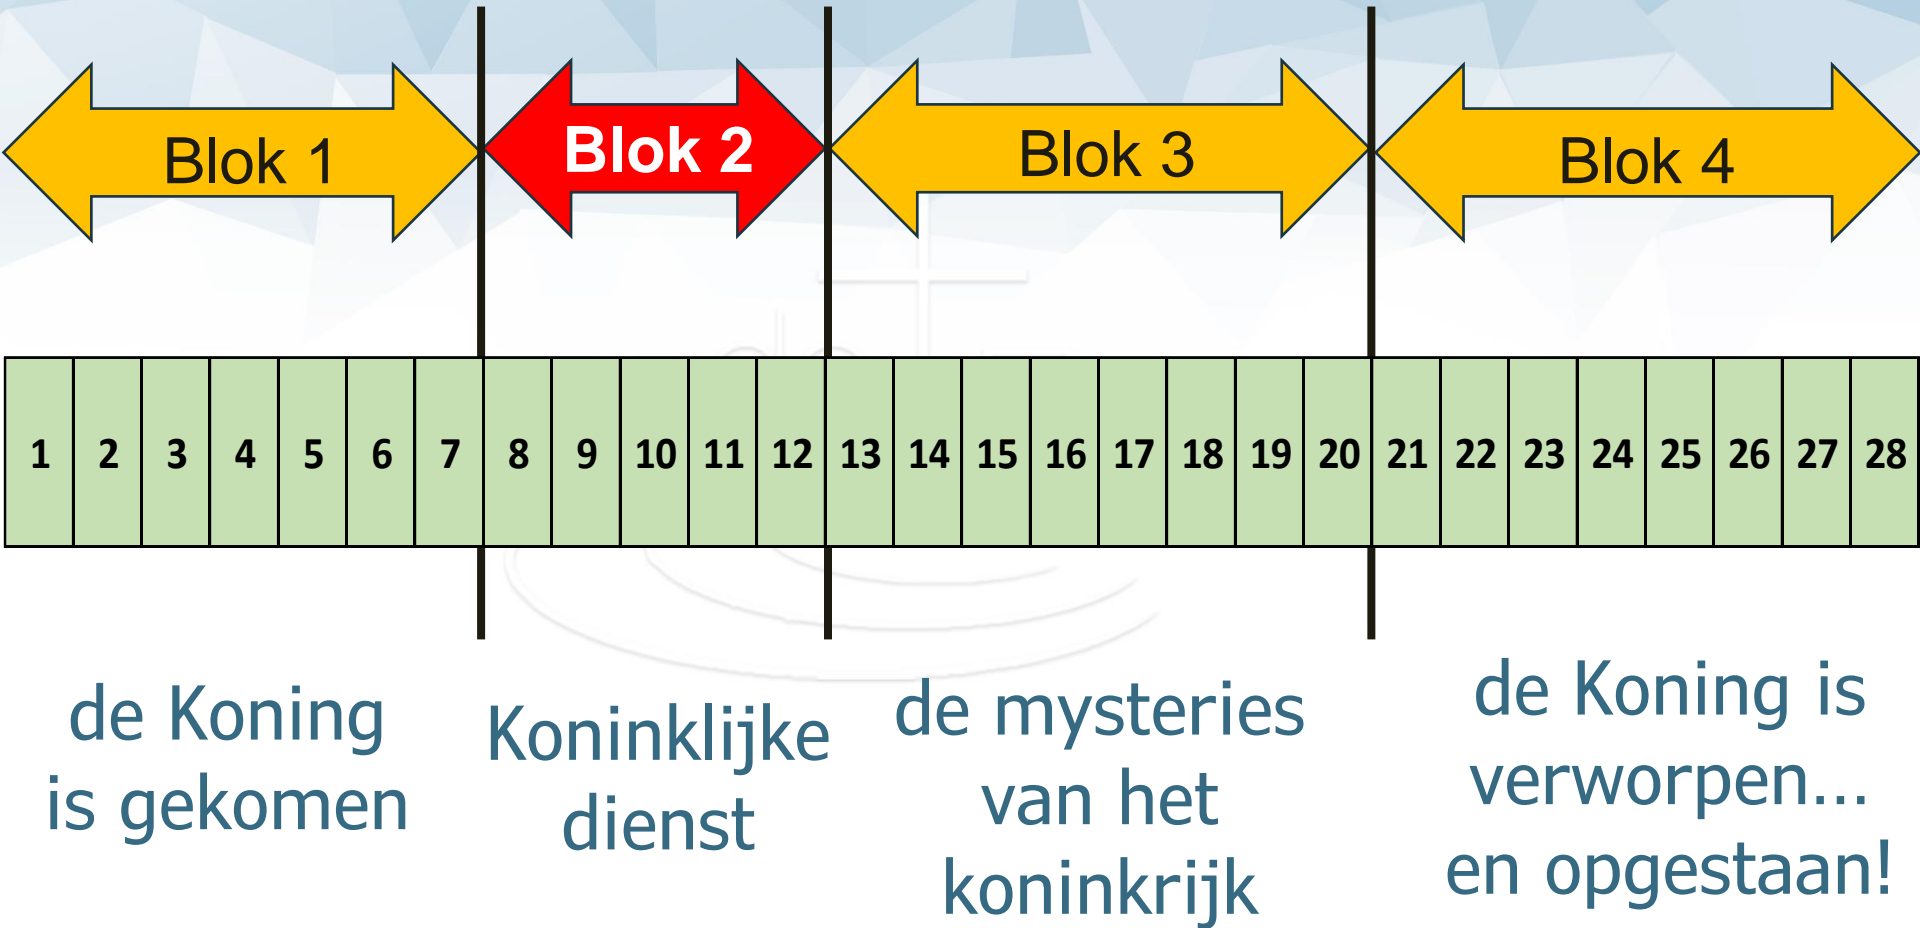 Blok 1
Blok 2
Blok 3
Blok 4
1 2 3 4 5 6 7 8 9 10 11 12 13 14 15 16 17 18 19 20 21 22 23 24 25 26 27 28
de Koning
is gekomen
Koninklijke
dienst
de mysteries
van het
koninkrijk
de Koning is
verworpen...
en opgestaan!